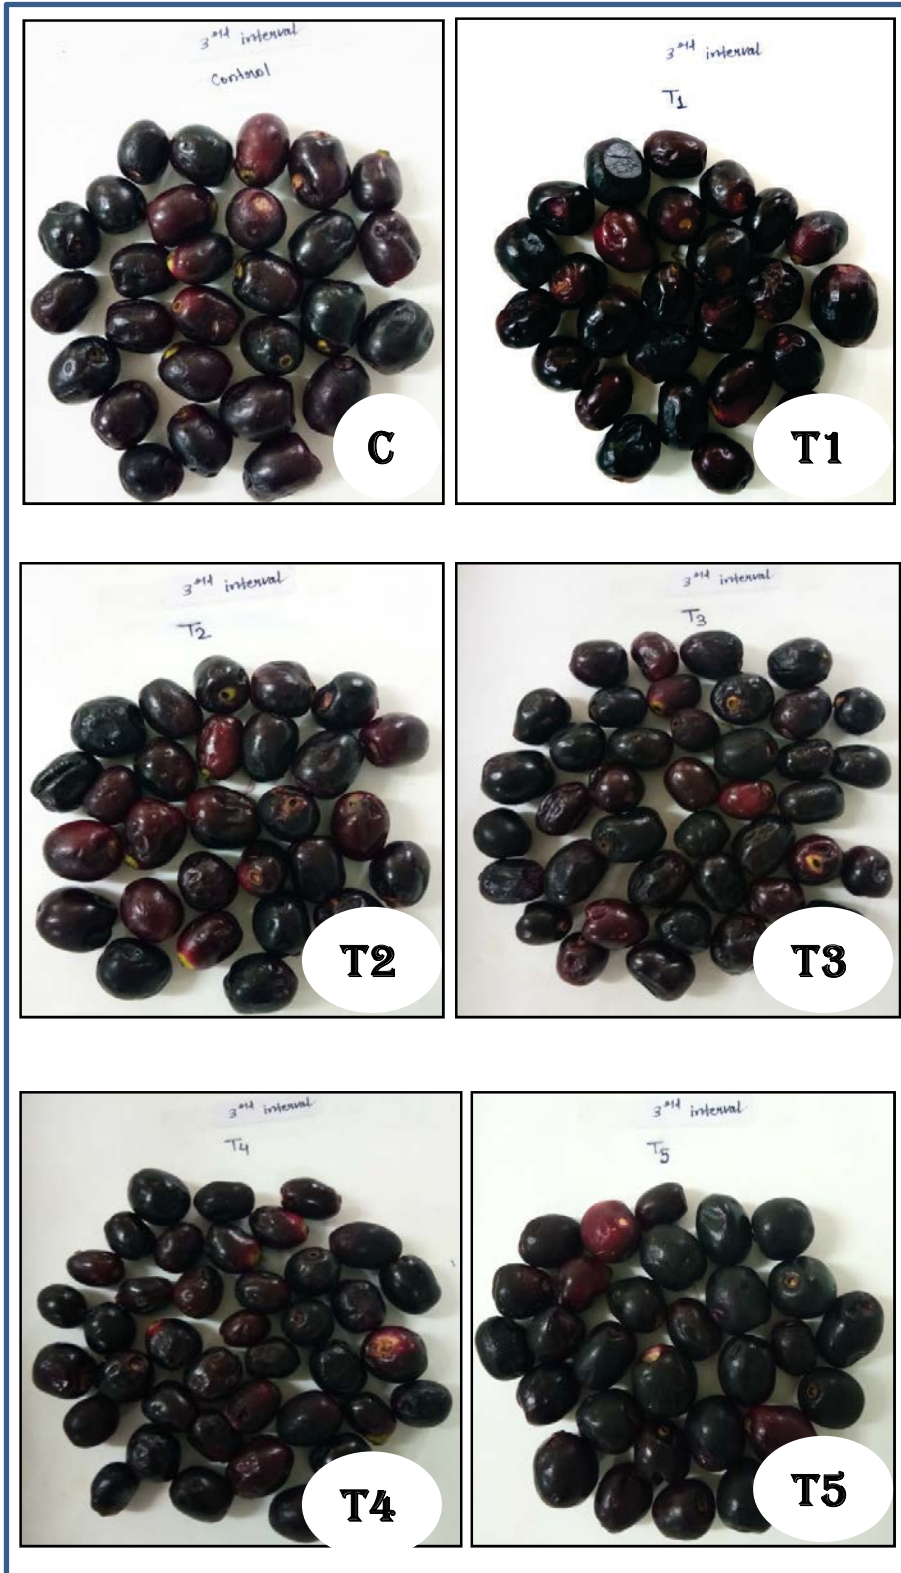 3rd interval
Control
C
3rd interval
T1
T1
3rd interval
T2
T2
3rd interval
T3
T3
3rd interval
T4
T4
3rd interval
T5
T5